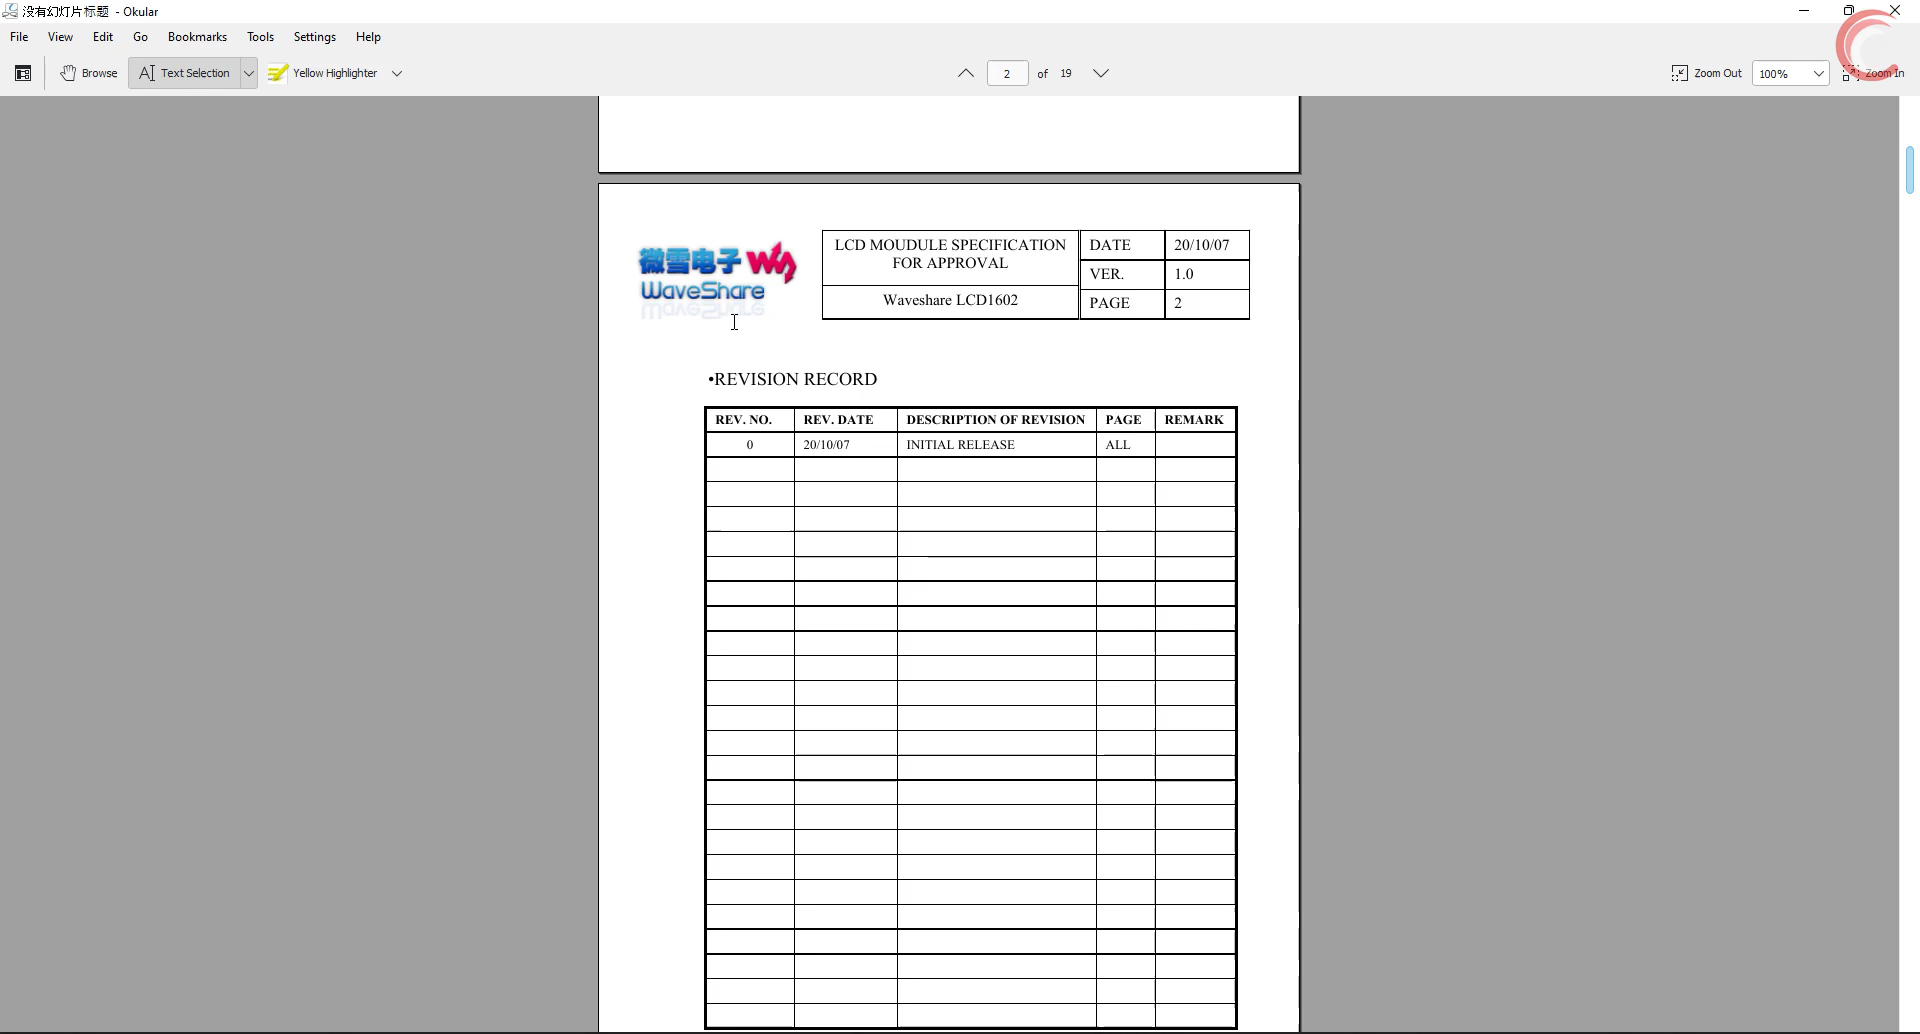 没有幻灯片标题 - Okular
File View Edit Go Bookmarks Tools Settings Help
Browse Text Selection Yellow Highlighter 2 of 19 Zoom Out 100% Zoom In
微雪电子
WaveShare
LCD MOUDULE SPECIFICATION
FOR APPROVAL
Waveshare LCD1602
DATE 20/10/07
VER. 1.0
PAGE 2
•REVISION RECORD
REV. NO. REV. DATE DESCRIPTION OF REVISION PAGE REMARK
0 20/10/07 INITIAL RELEASE ALL